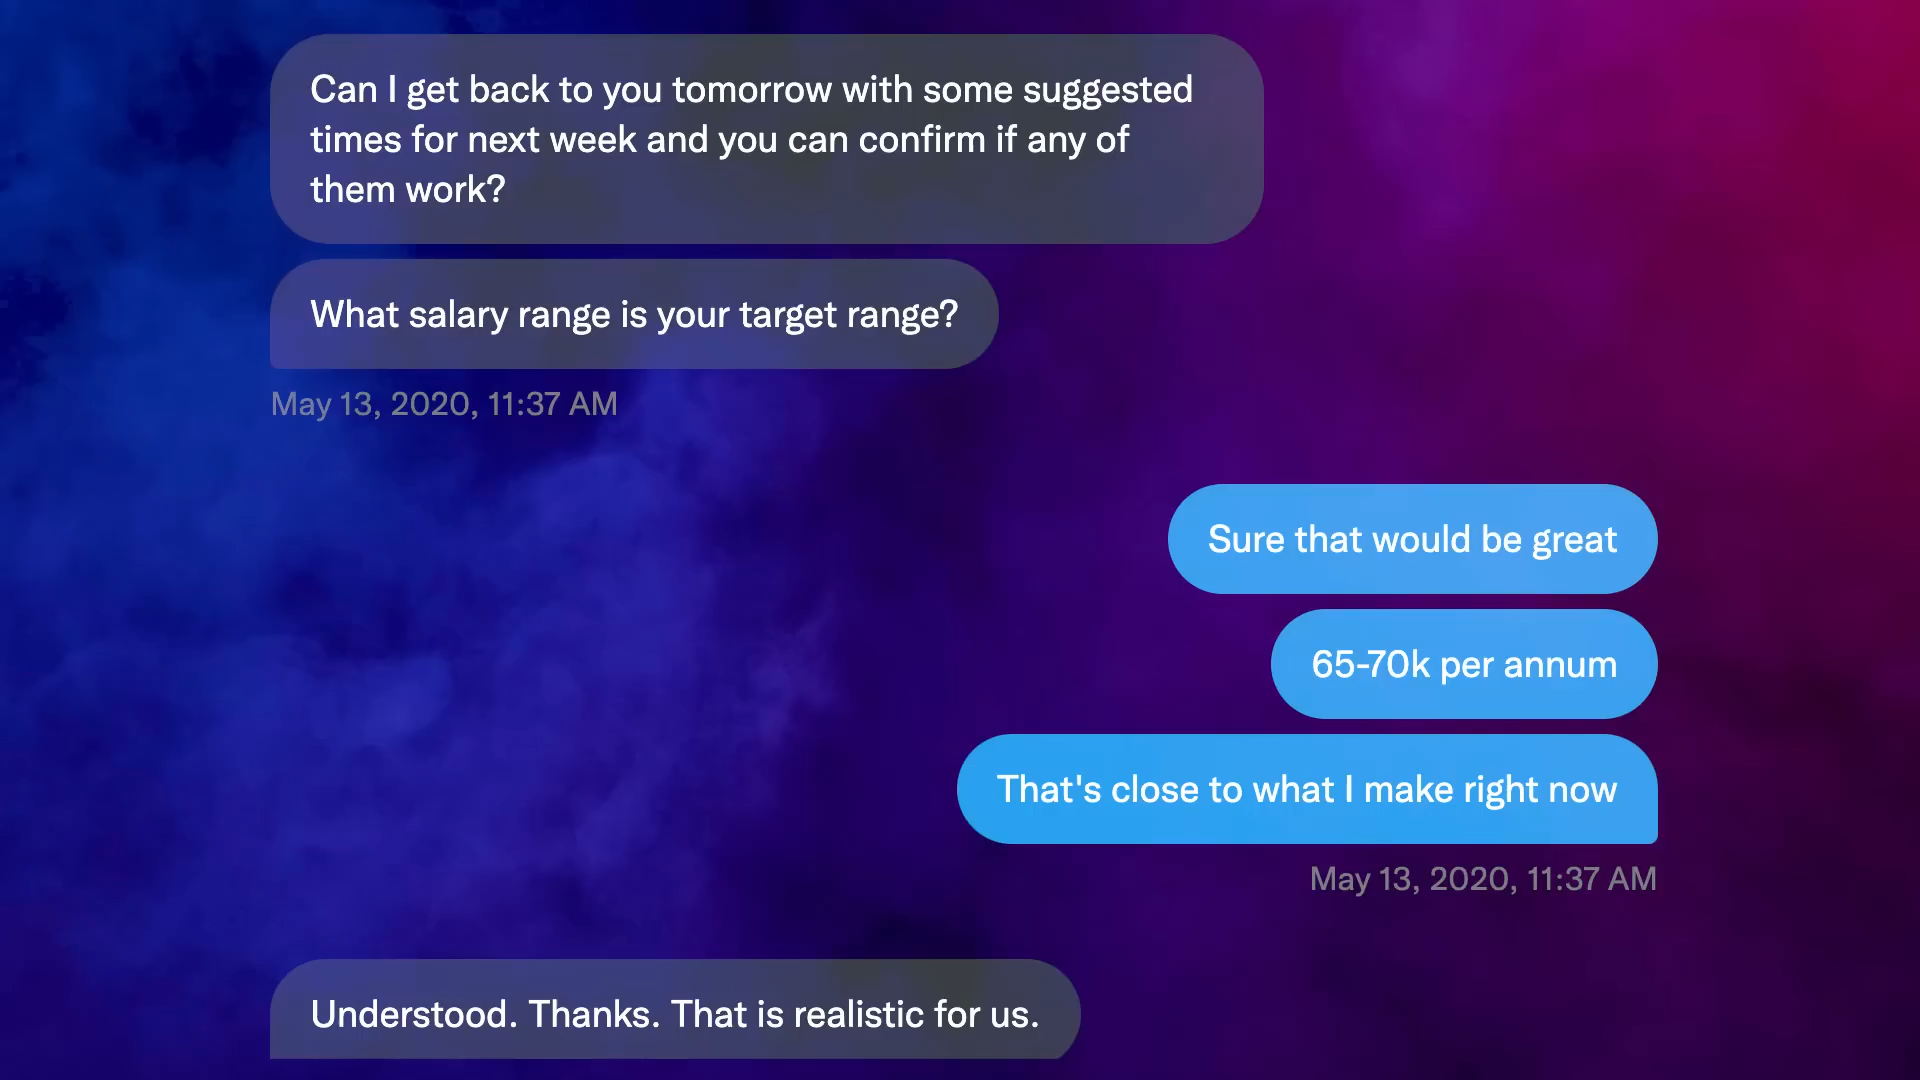 Can I get back to you tomorrow with some suggested
times for next week and you can confirm if any of
them work?
What salary range is your target range?
May 13, 2020, 11:37 AM
Sure that would be great
65-70k per annum
That's close to what I make right now
May 13, 2020, 11:37 AM
Understood. Thanks. That is realistic for us.